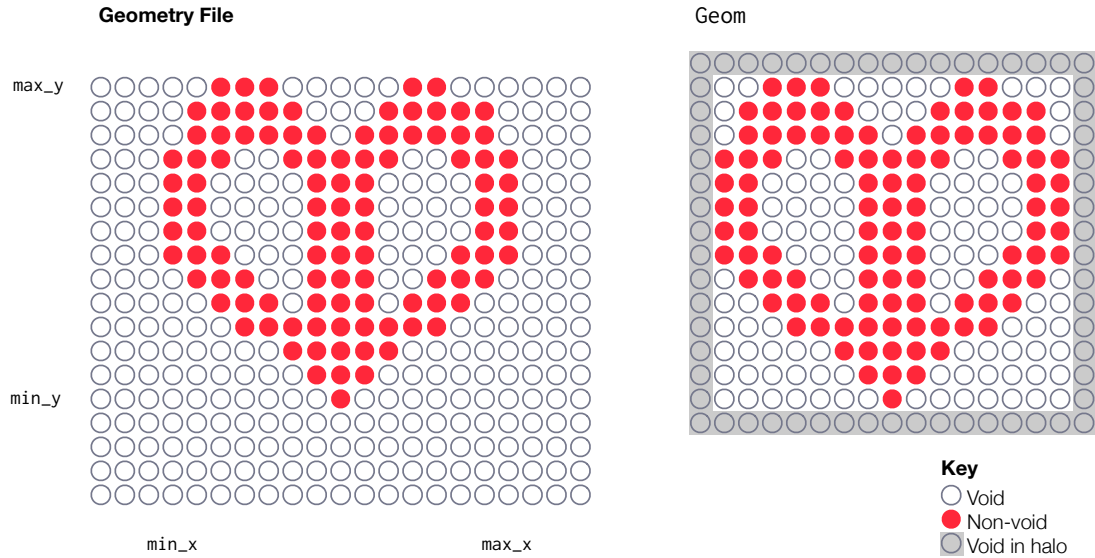 Geometry File
Geom
max_y
min_y
min_x
max_x
Key
Void
Non-void
Void in halo